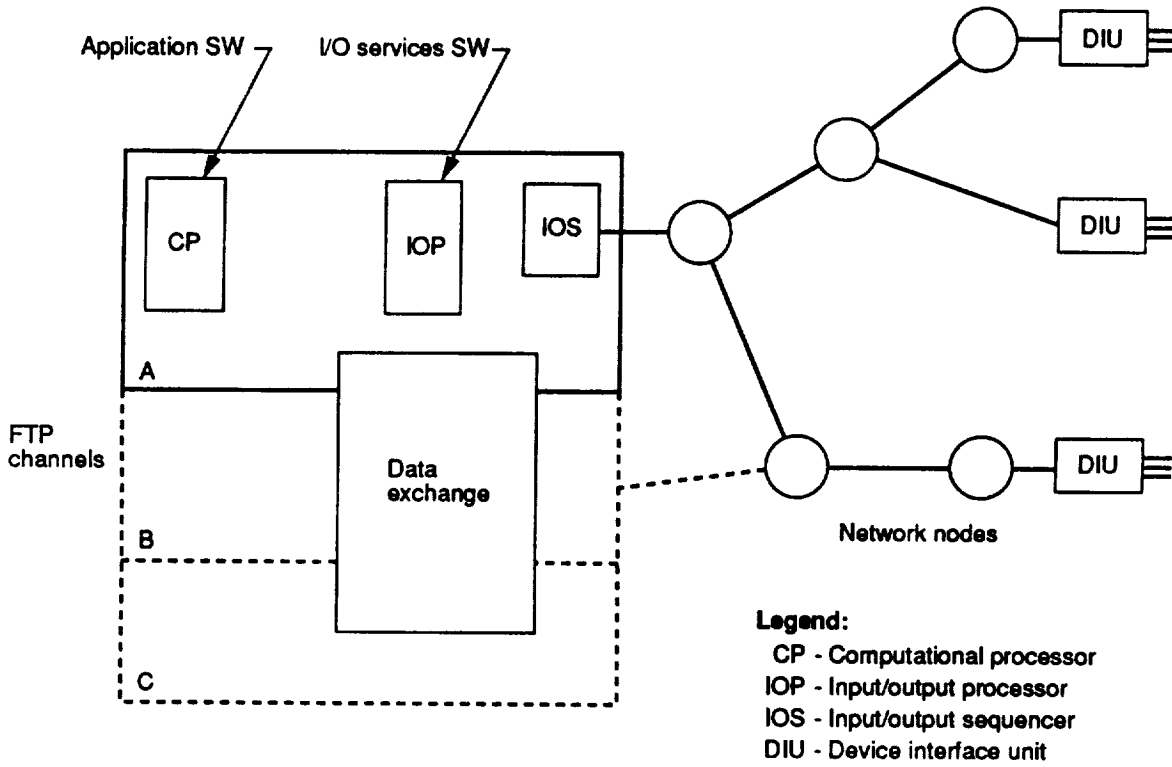 Application SW
I/O services SW
DIU
CP
IOP
IOS
DIU
A
FTP
channels
Data
exchange
DIU
B
Network nodes
C
Legend:
CP - Computational processor
IOP - Input/output processor
IOS - Input/output sequencer
DIU - Device interface unit